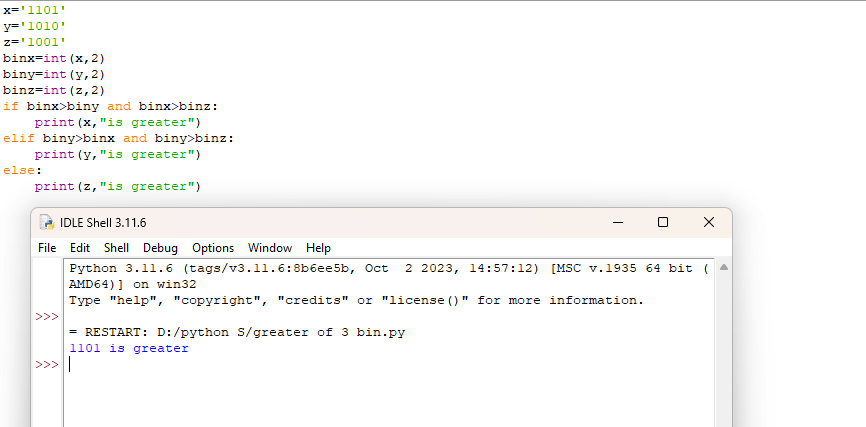 x='1101'
y='1010'
z='1001'
binx=int(x,2)
biny=int(y,2)
binz=int(z,2)
if binx>biny and binx>binz:
    print(x,"is greater")
elif biny>binx and biny>binz:
    print(y,"is greater")
else:
    print(z,"is greater")
IDLE Shell 3.11.6
File Edit Shell Debug Options Window Help
Python 3.11.6 (tags/v3.11.6:8b6ee5b, Oct  2 2023, 14:57:12) [MSC v.1935 64 bit (
AMD64)] on win32
Type "help", "copyright", "credits" or "license()" for more information.
>>>
= RESTART: D:/python S/greater of 3 bin.py
1101 is greater
>>>